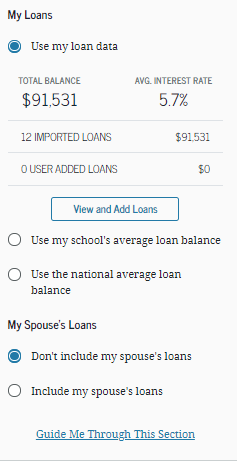 My Loans
Use my loan data
TOTAL BALANCE AVG. INTEREST RATE
$91,531 5.7%
12 IMPORTED LOANS $91,531
0 USER ADDED LOANS $0
View and Add Loans
Use my school's average loan balance
Use the national average loan
balance
My Spouse's Loans
Don't include my spouse's loans
Include my spouse's loans
Guide Me Through This Section